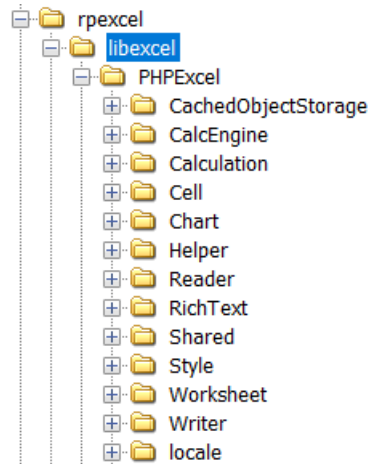 rpexcel
libexcel
PHPExcel
CachedObjectStorage
CalcEngine
Calculation
Cell
Chart
Helper
Reader
RichText
Shared
Style
Worksheet
Writer
locale